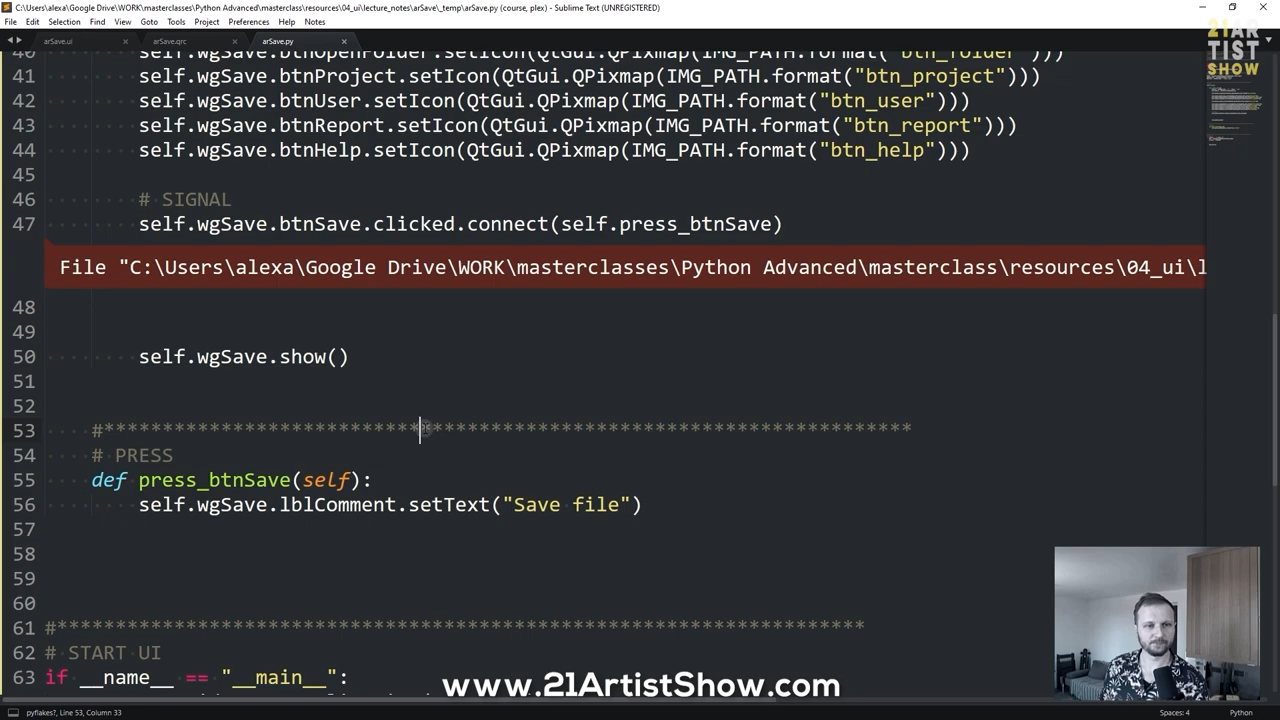 C:\Users\alexa\Google Drive\WORK\masterclasses\Python Advanced\masterclass\resources\04_ui\lecture_notes\arSave\_temp\arSave.py (course, plex) - Sublime Text (UNREGISTERED)
File Edit Selection Find View Goto Tools Project Preferences Help Notes
arSave.ui arSave.qrc arSave.py
21AR
TIST
SHOW
40 self.wgSave.btnOpenFolder.setIcon(QtGui.QPixmap(IMG_PATH.format("btn_folder")))
41 self.wgSave.btnProject.setIcon(QtGui.QPixmap(IMG_PATH.format("btn_project")))
42 self.wgSave.btnUser.setIcon(QtGui.QPixmap(IMG_PATH.format("btn_user")))
43 self.wgSave.btnReport.setIcon(QtGui.QPixmap(IMG_PATH.format("btn_report")))
44 self.wgSave.btnHelp.setIcon(QtGui.QPixmap(IMG_PATH.format("btn_help")))
45
46 # SIGNAL
47 self.wgSave.btnSave.clicked.connect(self.press_btnSave)
File "C:\Users\alexa\Google Drive\WORK\masterclasses\Python Advanced\masterclass\resources\04_ui\l
48
49
50 self.wgSave.show()
51
52
53 #*********************************************************************
54 # PRESS
55 def press_btnSave(self):
56 self.wgSave.lblComment.setText("Save file")
57
58
59
60
61 #*********************************************************************
62 # START UI
63 if __name__ == "__main__":
www.21ArtistShow.com
pyflakes?, Line 53, Column 33 Spaces: 4 Python